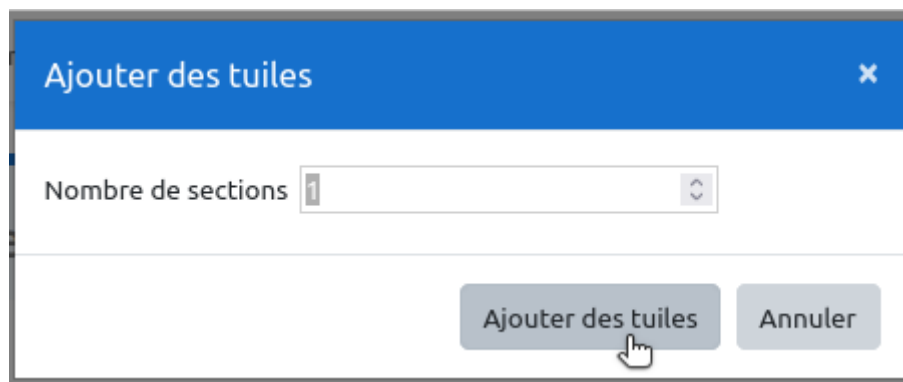 Ajouter des tuiles ×
Nombre de sections 1
Ajouter des tuiles Annuler